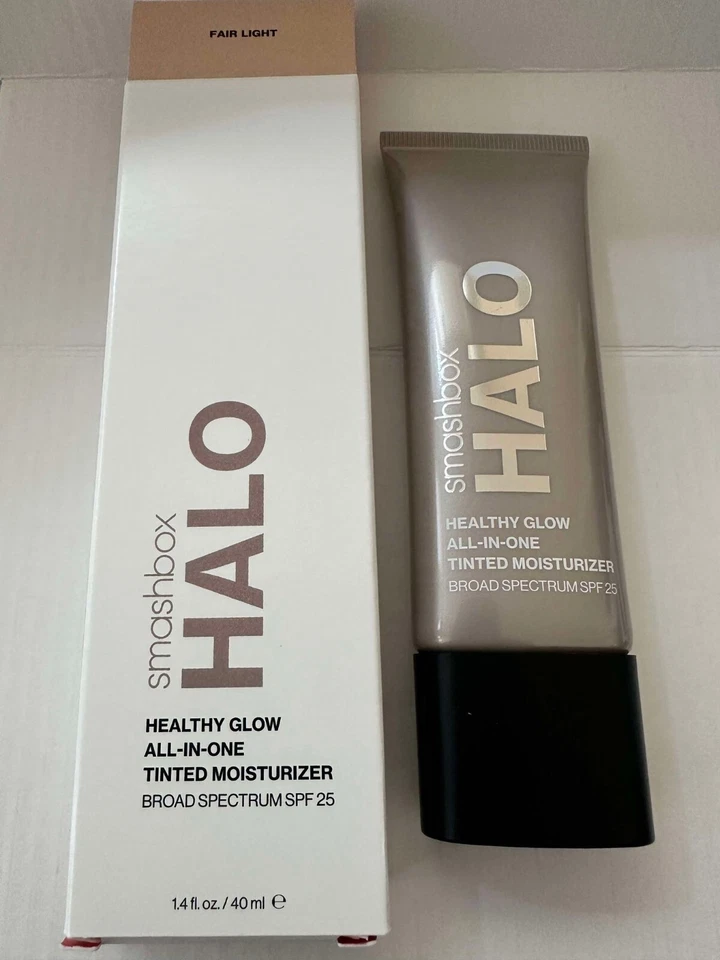 FAIR LIGHT
smashbox
HALO
HEALTHY GLOW
ALL-IN-ONE
TINTED MOISTURIZER
BROAD SPECTRUM SPF 25
1.4 fl. oz. / 40 ml ℮
smashbox
HALO
HEALTHY GLOW
ALL-IN-ONE
TINTED MOISTURIZER
BROAD SPECTRUM SPF 25